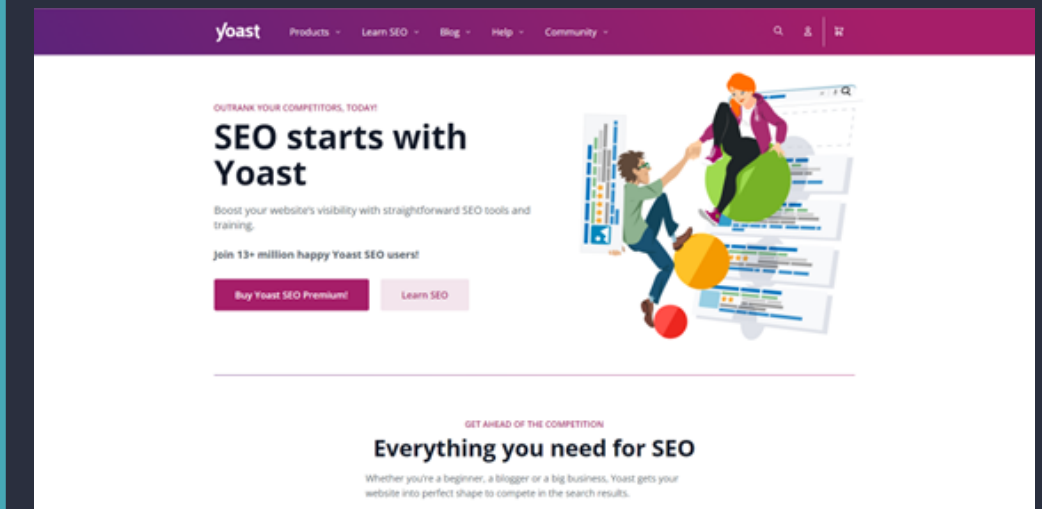 yoast
Products
Learn SEO
Blog
Help
Community
OUTRANK YOUR COMPETITORS, TODAY!
SEO starts with
Yoast
Boost your website's visibility with straightforward SEO tools and
training.
Join 13+ million happy Yoast SEO users!
Buy Yoast SEO Premium!
Learn SEO
GET AHEAD OF THE COMPETITION
Everything you need for SEO
Whether you're a beginner, a blogger or a big business, Yoast gets your
website into perfect shape to compete in the search results.